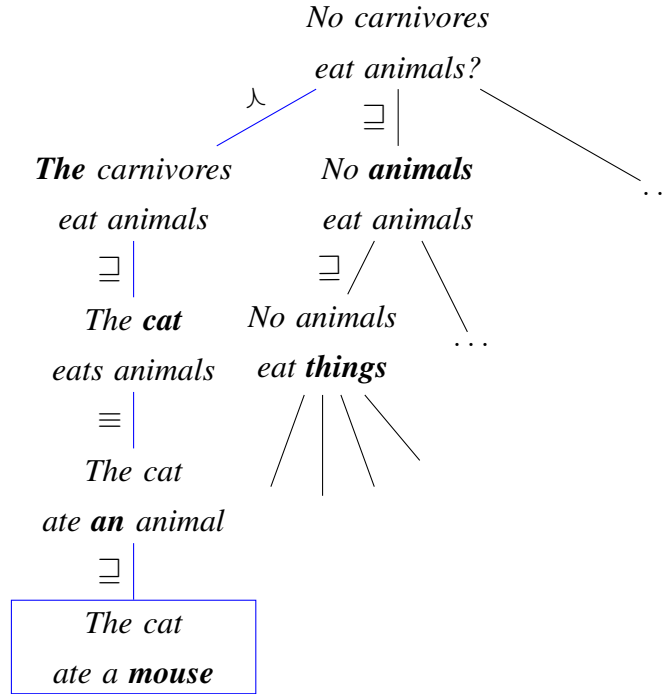 No carnivores
eat animals?
⋏
⊒
The carnivores
eat animals
No animals
eat animals
. .
⊒
⊒
The cat
eats animals
No animals
eat things
. . .
≡
The cat
ate an animal
⊒
The cat
ate a mouse